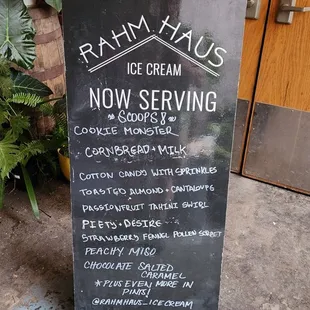 RAHM HAUS
ICE CREAM
NOW SERVING
*SCOOPS*
COOKIE MONSTER
CORNBREAD + MILK
COTTON CANDY WITH SPRINKLES
TOASTED ALMOND + CANTALOUPE
PASSIONFRUIT TAHINI SWIRL
PIETY + DESIRE
STRAWBERRY FENNEL POLLEN SORBET
PEACHY MISO
CHOCOLATE SALTED
CARAMEL
*PLUS EVEN MORE IN
PINTS!
@RAHMHAUS_ICECREAM